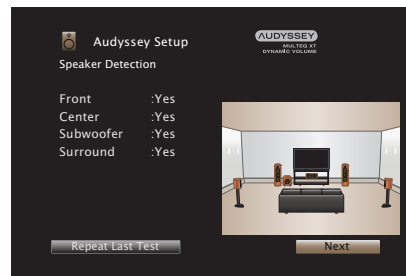 Audyssey Setup
AUDYSSEY
MULTEQ XT
DYNAMIC VOLUME
Speaker Detection
Front :Yes
Center :Yes
Subwoofer :Yes
Surround :Yes
Repeat Last Test
Next